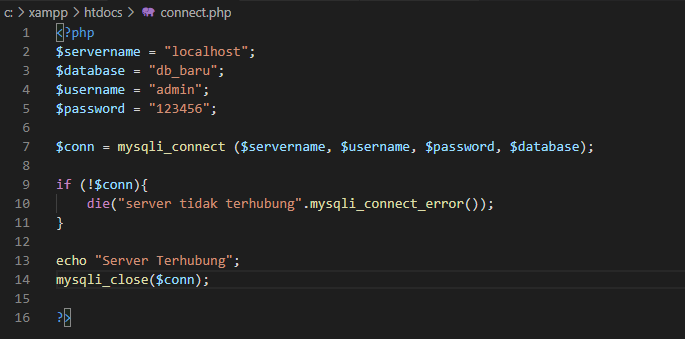 c: > xampp > htdocs > connect.php
1 <?php
2 $servername = "localhost";
3 $database = "db_baru";
4 $username = "admin";
5 $password = "123456";
6
7 $conn = mysqli_connect ($servername, $username, $password, $database);
8
9 if (!$conn){
10 die("server tidak terhubung".mysqli_connect_error());
11 }
12
13 echo "Server Terhubung";
14 mysqli_close($conn);
15
16 ?>